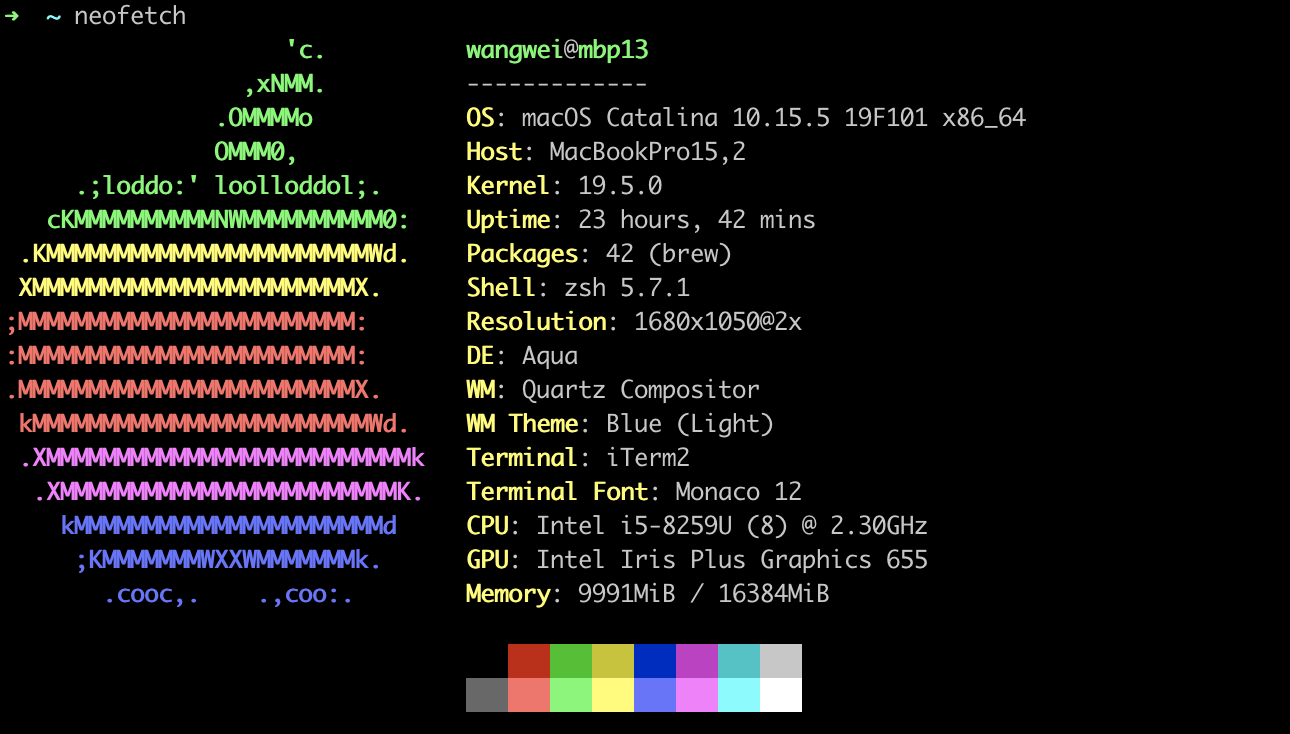 ➜  ~ neofetch
                    'c.          wangwei@mbp13
                 ,xNMM.          -------------
               .OMMMMo           OS: macOS Catalina 10.15.5 19F101 x86_64
               OMMM0,            Host: MacBookPro15,2
     .;loddo:' loolloddol;.      Kernel: 19.5.0
   cKMMMMMMMMMMNWMMMMMMMMMM0:    Uptime: 23 hours, 42 mins
 .KMMMMMMMMMMMMMMMMMMMMMMMWd.    Packages: 42 (brew)
 XMMMMMMMMMMMMMMMMMMMMMMMX.      Shell: zsh 5.7.1
;MMMMMMMMMMMMMMMMMMMMMMMM:       Resolution: 1680x1050@2x
:MMMMMMMMMMMMMMMMMMMMMMMM:       DE: Aqua
.MMMMMMMMMMMMMMMMMMMMMMMMX.      WM: Quartz Compositor
 kMMMMMMMMMMMMMMMMMMMMMMMMWd.    WM Theme: Blue (Light)
 .XMMMMMMMMMMMMMMMMMMMMMMMMMMk   Terminal: iTerm2
  .XMMMMMMMMMMMMMMMMMMMMMMMMK.   Terminal Font: Monaco 12
    kMMMMMMMMMMMMMMMMMMMMMMd     CPU: Intel i5-8259U (8) @ 2.30GHz
     ;KMMMMMMMWXXWMMMMMMMk.      GPU: Intel Iris Plus Graphics 655
       .cooc,.    .,coo:.        Memory: 9991MiB / 16384MiB